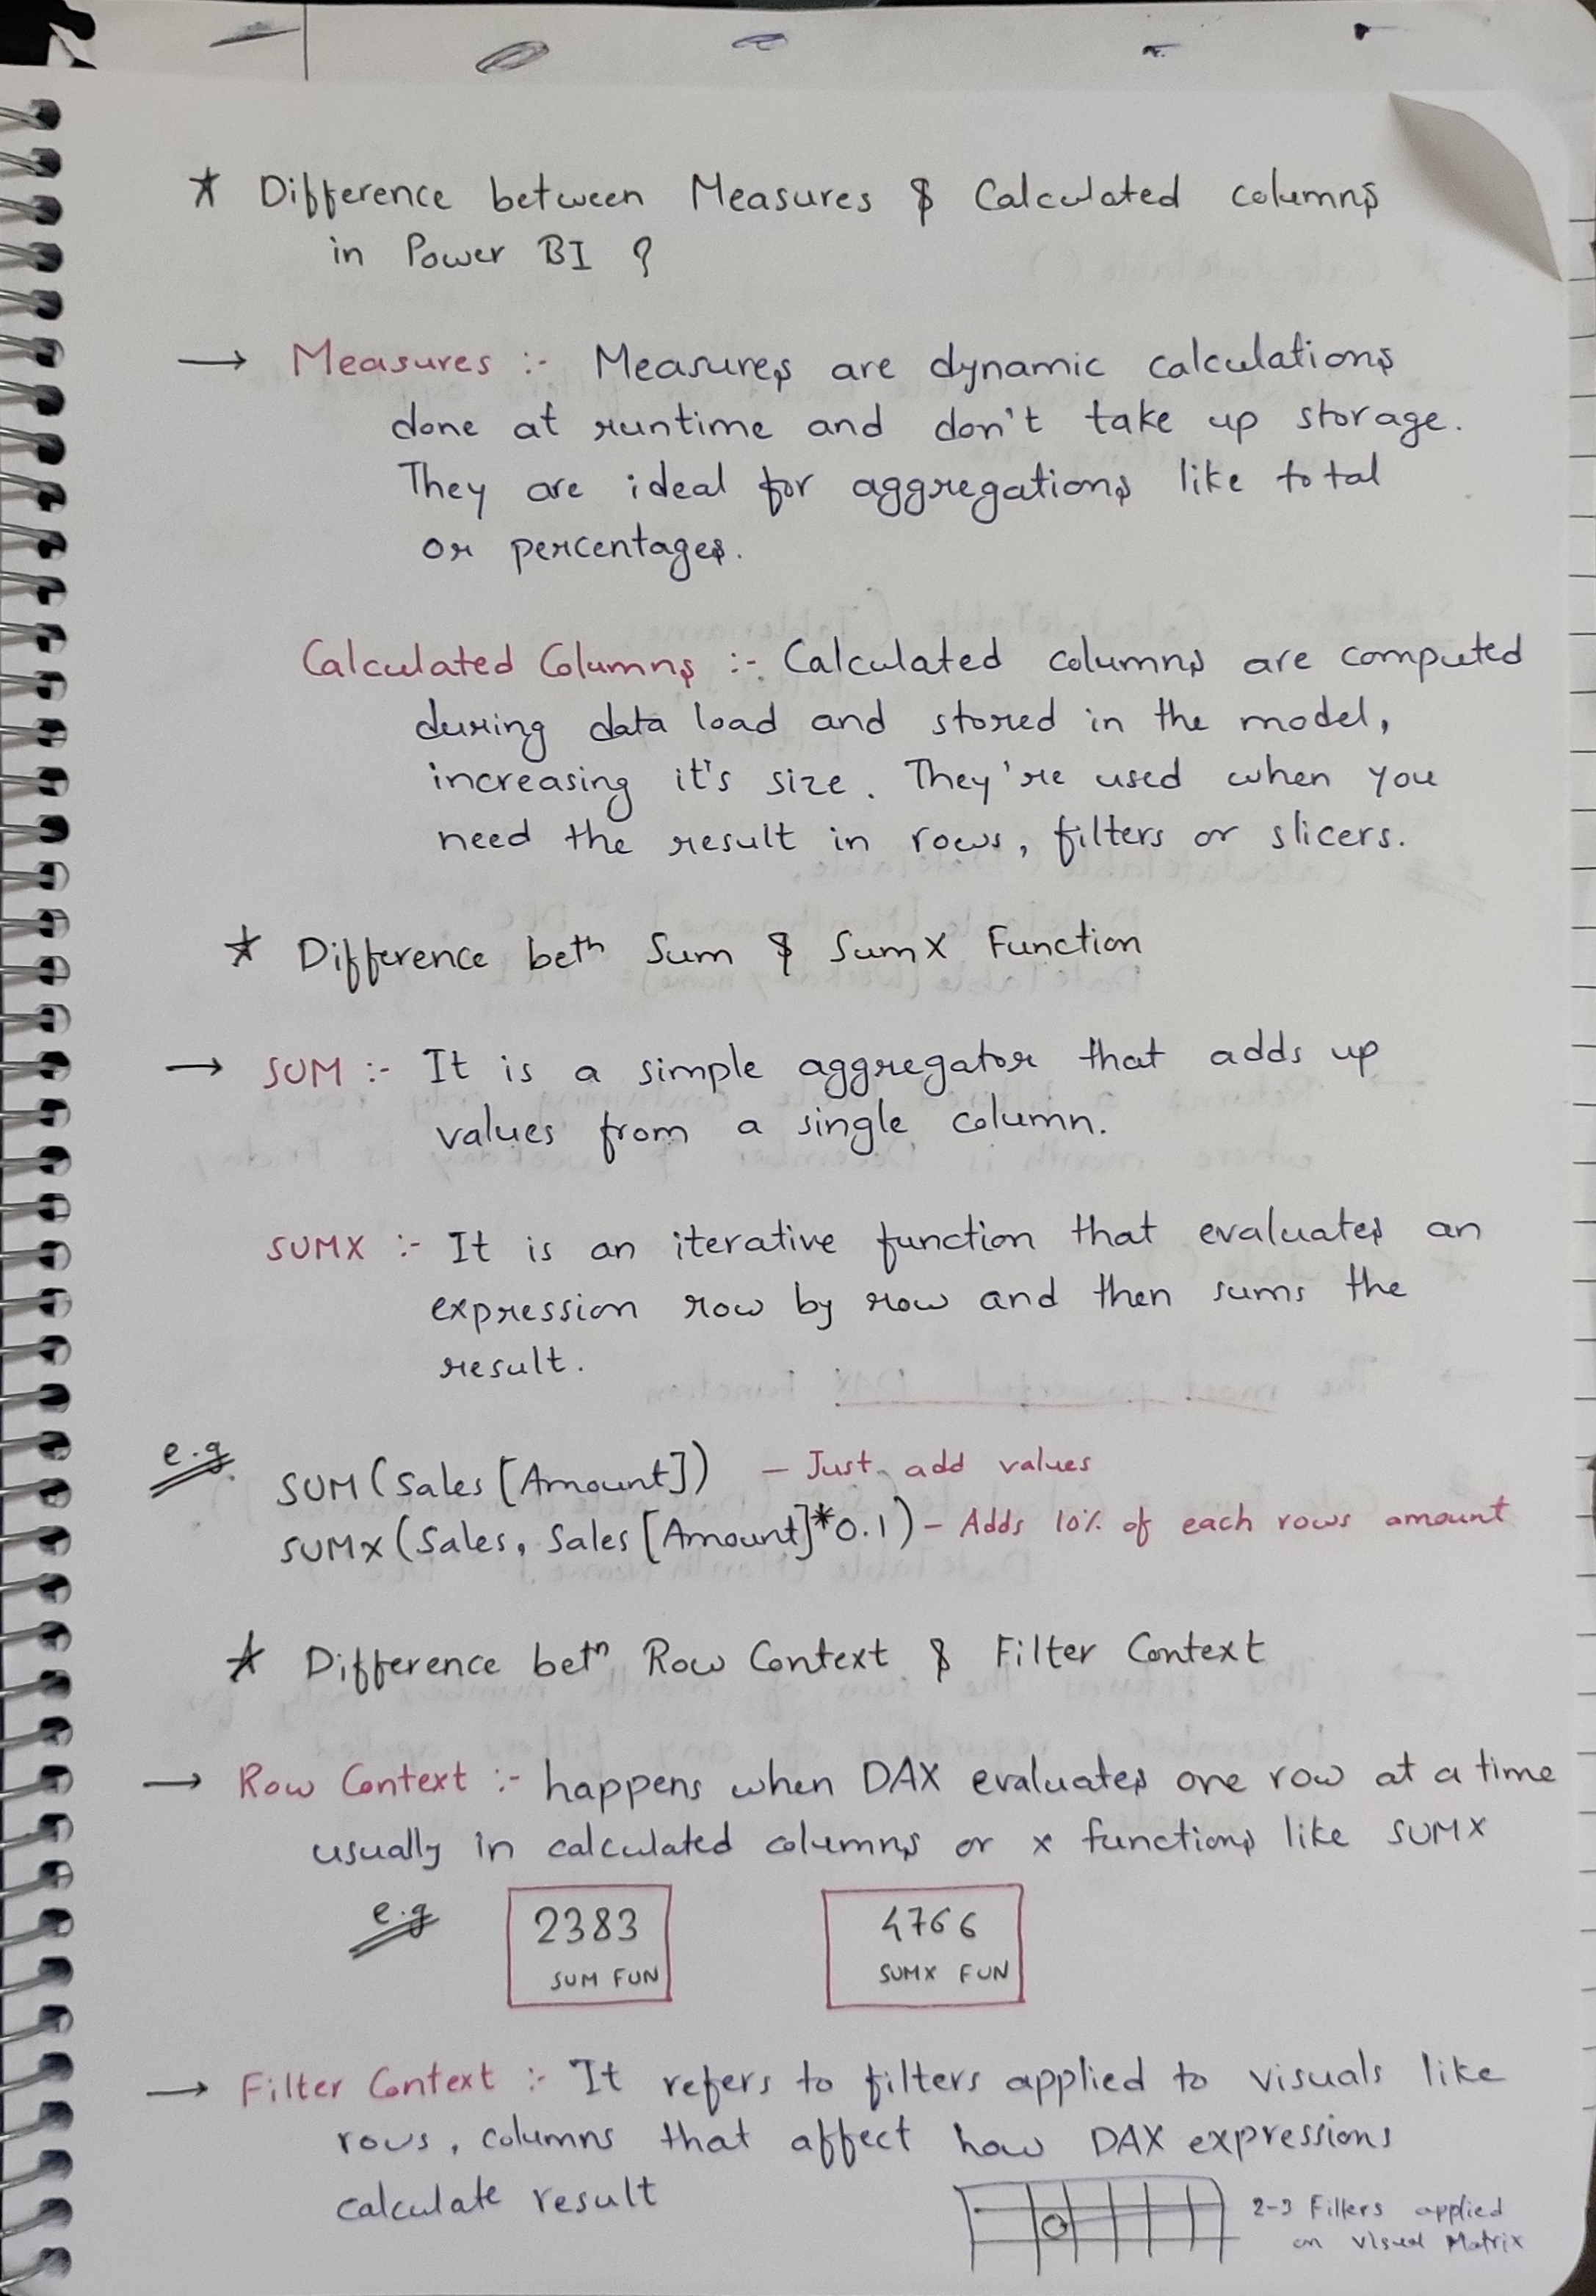 * Difference between Measures & Calculated columns
in Power BI ?
→ Measures :- Measures are dynamic calculations
done at runtime and don't take up storage.
They are ideal for aggregations like total
or percentages.
Calculated Columns :- Calculated columns are computed
during data load and stored in the model,
increasing it's size. They're used when you
need the result in rows, filters or slicers.
* Difference betⁿ Sum & SumX Function
→ SUM :- It is a simple aggregator that adds up
values from a single column.
SUMX :- It is an iterative function that evaluates an
expression row by row and then sums the
result.
e.g. SUM(Sales[Amount]) – Just add values
SUMX(Sales, Sales[Amount]*0.1) – Adds 10% of each rows amount
* Difference betⁿ Row Context & Filter Context
→ Row Context :- happens when DAX evaluates one row at a time
usually in calculated columns or x functions like SUMX
e.g 2383 4766
SUM FUN SUMX FUN
→ Filter Context :- It refers to filters applied to visuals like
rows, columns that affect how DAX expressions
calculate result
2-3 Filters applied
on visual Matrix